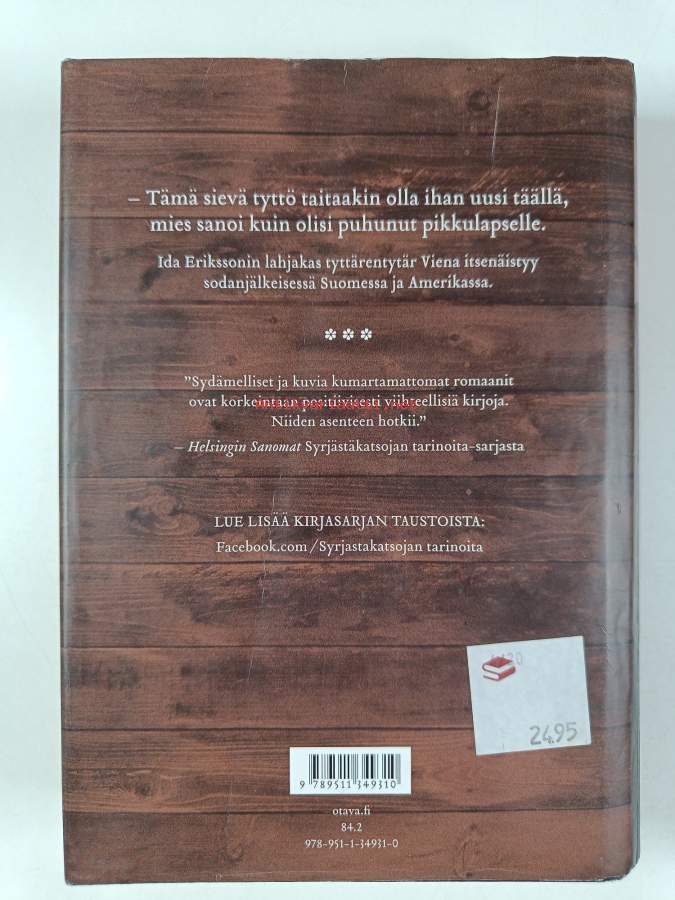 – Tämä sievä tyttö taitaakin olla ihan uusi täällä,
mies sanoi kuin olisi puhunut pikkulapselle.
Ida Erikssonin lahjakas tyttärentytär Viena itsenäistyy
sodanjälkeisessä Suomessa ja Amerikassa.
***
”Sydämelliset ja kuvia kumartamattomat romaanit
ovat korkeintaan positiivisesti viihteellisiä kirjoja.
Niiden asenteen hotkii.”
– Helsingin Sanomat Syrjästäkatsojan tarinoita-sarjasta
LUE LISÄÄ KIRJASARJAN TAUSTOISTA:
Facebook.com/Syrjastakatsojan tarinoita
24.95
9 789511 349310
otava.fi
84.2
978-951-1-34931-0